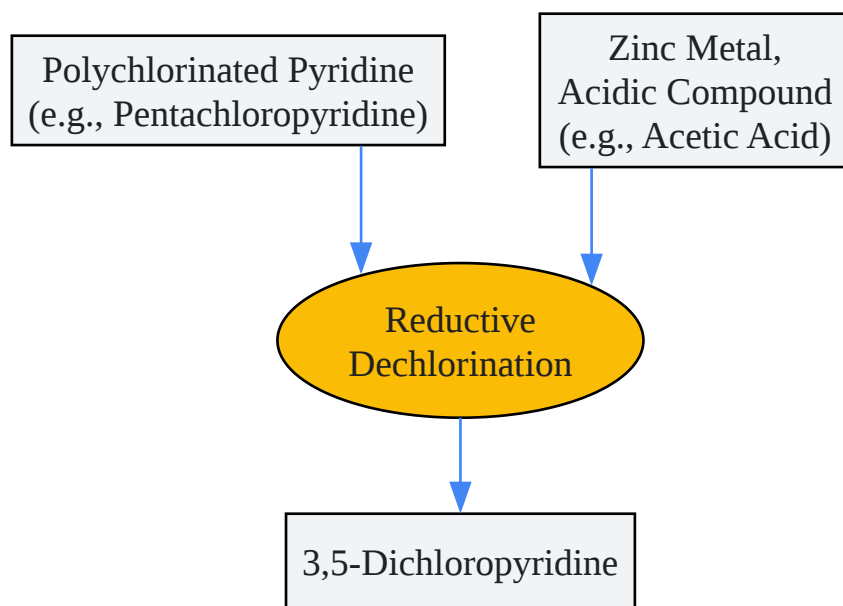 Polychlorinated Pyridine
(e.g., Pentachloropyridine)
Zinc Metal,
Acidic Compound
(e.g., Acetic Acid)
Reductive
Dechlorination
3,5-Dichloropyridine